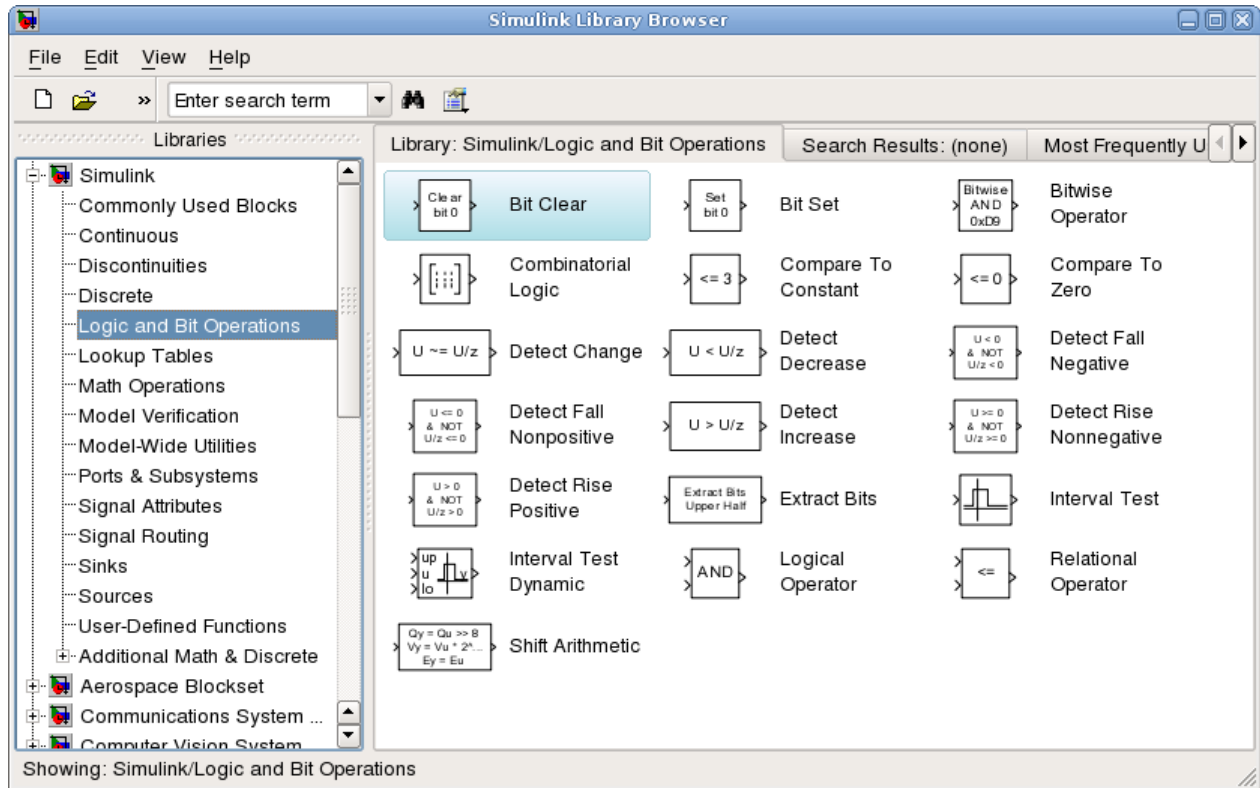 Simulink Library Browser
File Edit View Help
» Enter search term
Libraries
Simulink
Commonly Used Blocks
Continuous
Discontinuities
Discrete
Logic and Bit Operations
Lookup Tables
Math Operations
Model Verification
Model-Wide Utilities
Ports & Subsystems
Signal Attributes
Signal Routing
Sinks
Sources
User-Defined Functions
Additional Math & Discrete
Aerospace Blockset
Communications System ...
Computer Vision System
Library: Simulink/Logic and Bit Operations
Search Results: (none)
Most Frequently U
Clear
bit 0
Bit Clear
Set
bit 0
Bit Set
Bitwise
AND
0xD9
Bitwise
Operator
Combinatorial
Logic
<= 3
Compare To
Constant
<= 0
Compare To
Zero
U ~= U/z
Detect Change
U < U/z
Detect
Decrease
U < 0
& NOT
U/z < 0
Detect Fall
Negative
U <= 0
& NOT
U/z <= 0
Detect Fall
Nonpositive
U > U/z
Detect
Increase
U >= 0
& NOT
U/z >= 0
Detect Rise
Nonnegative
U > 0
& NOT
U/z > 0
Detect Rise
Positive
Extract Bits
Upper Half
Extract Bits
Interval Test
up
u
lo
y
Interval Test
Dynamic
AND
Logical
Operator
<=
Relational
Operator
Qy = Qu >> 8
Vy = Vu * 2^...
Ey = Eu
Shift Arithmetic
Showing: Simulink/Logic and Bit Operations